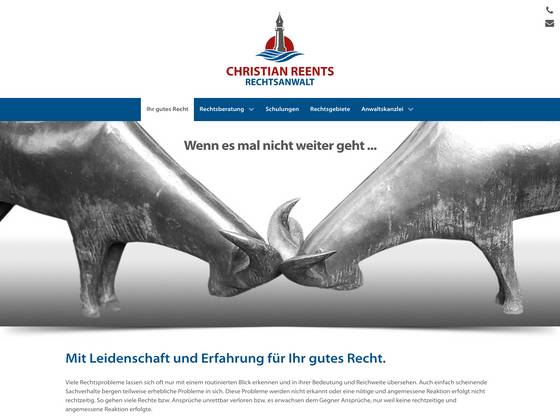 CHRISTIAN REENTS
RECHTSANWALT
Ihr gutes Recht
Rechtsberatung
Schulungen
Rechtsgebiete
Anwaltskanzlei
Wenn es mal nicht weiter geht ...
Mit Leidenschaft und Erfahrung für Ihr gutes Recht.
Viele Rechtsprobleme lassen sich oft nur mit einem routinierten Blick erkennen und in ihrer Bedeutung und Reichweite übersehen. Auch einfach scheinende
Sachverhalte bergen teilweise erhebliche Probleme in sich. Diese Probleme werden nicht erkannt oder eine nötige und angemessene Reaktion erfolgt nicht
rechtzeitig. So gehen viele Rechte bzw. Ansprüche unrettbar verloren bzw. es erwachsen dem Gegner Ansprüche, nur weil keine rechtzeitige und
angemessene Reaktion erfolgte.